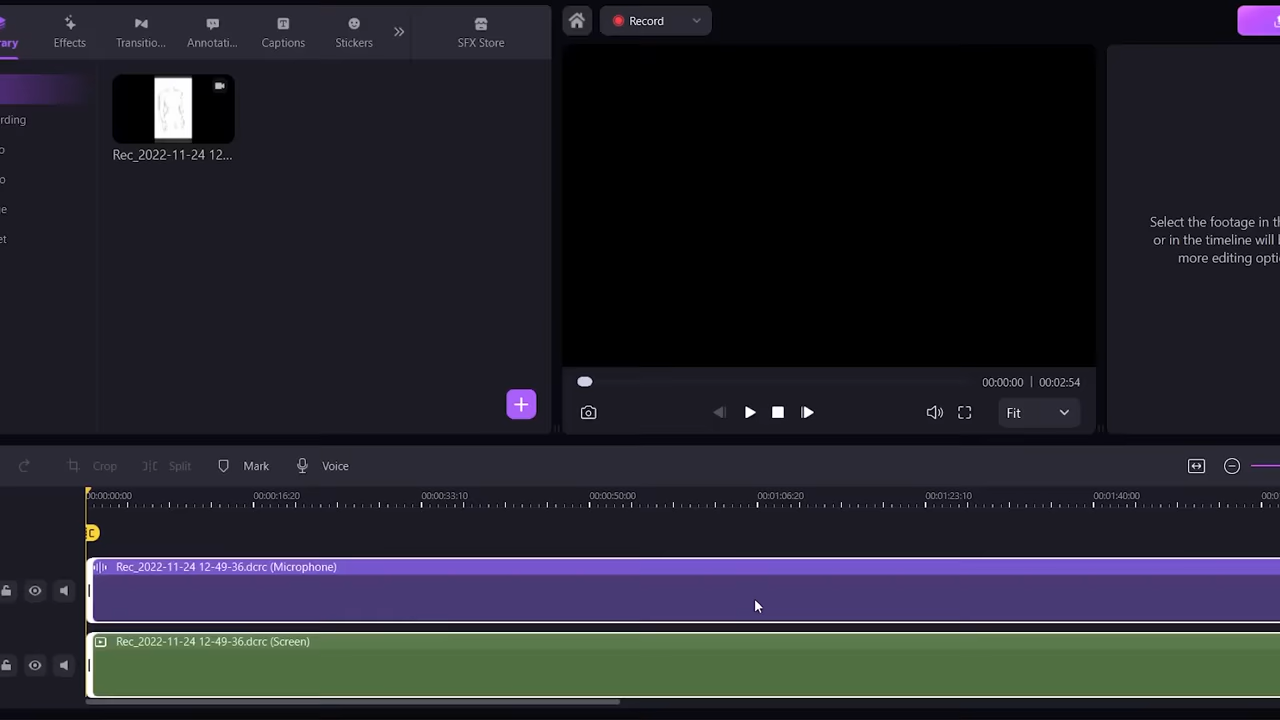 Record
rary
Effects
Transitio...
Annotati...
Captions
Stickers
SFX Store
rding
o
o
e
et
Rec_2022-11-24 12...
Select the footage in th
or in the timeline will b
more editing optio
00:00:00 | 00:02:54
Fit
Crop
Split
Mark
Voice
00:00:00:00
00:00:16:20
00:00:33:10
00:00:50:00
00:01:06:20
00:01:23:10
00:01:40:00
00:0
C
Rec_2022-11-24 12-49-36.dcrc (Microphone)
Rec_2022-11-24 12-49-36.dcrc (Screen)